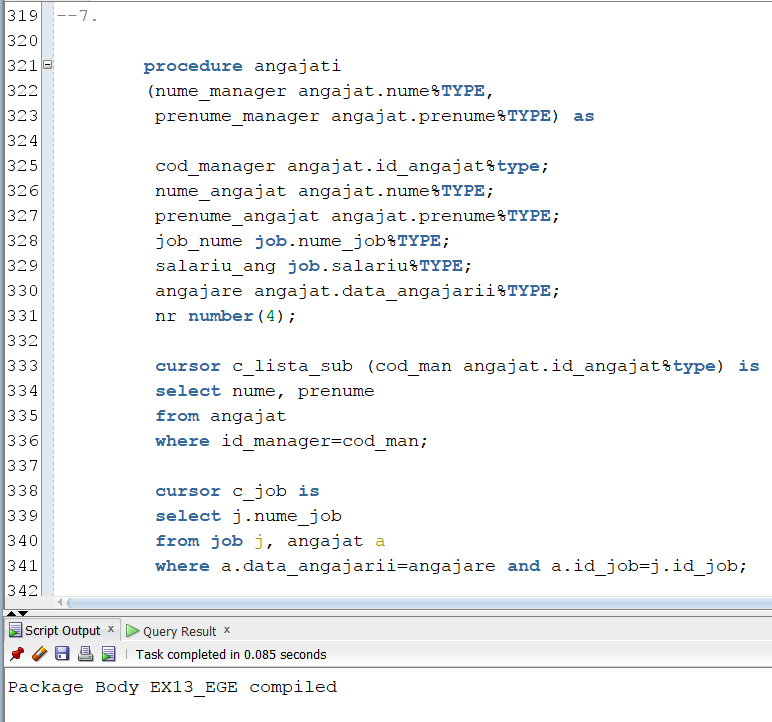 319 --7.
320
321 procedure angajati
322 (nume_manager angajat.nume%TYPE,
323 prenume_manager angajat.prenume%TYPE) as
324
325 cod_manager angajat.id_angajat%type;
326 nume_angajat angajat.nume%TYPE;
327 prenume_angajat angajat.prenume%TYPE;
328 job_nume job.nume_job%TYPE;
329 salariu_ang job.salariu%TYPE;
330 angajare angajat.data_angajarii%TYPE;
331 nr number(4);
332
333 cursor c_lista_sub (cod_man angajat.id_angajat%type) is
334 select nume, prenume
335 from angajat
336 where id_manager=cod_man;
337
338 cursor c_job is
339 select j.nume_job
340 from job j, angajat a
341 where a.data_angajarii=angajare and a.id_job=j.id_job;
342
Script Output x Query Result x
Task completed in 0.085 seconds
Package Body EX13_EGE compiled